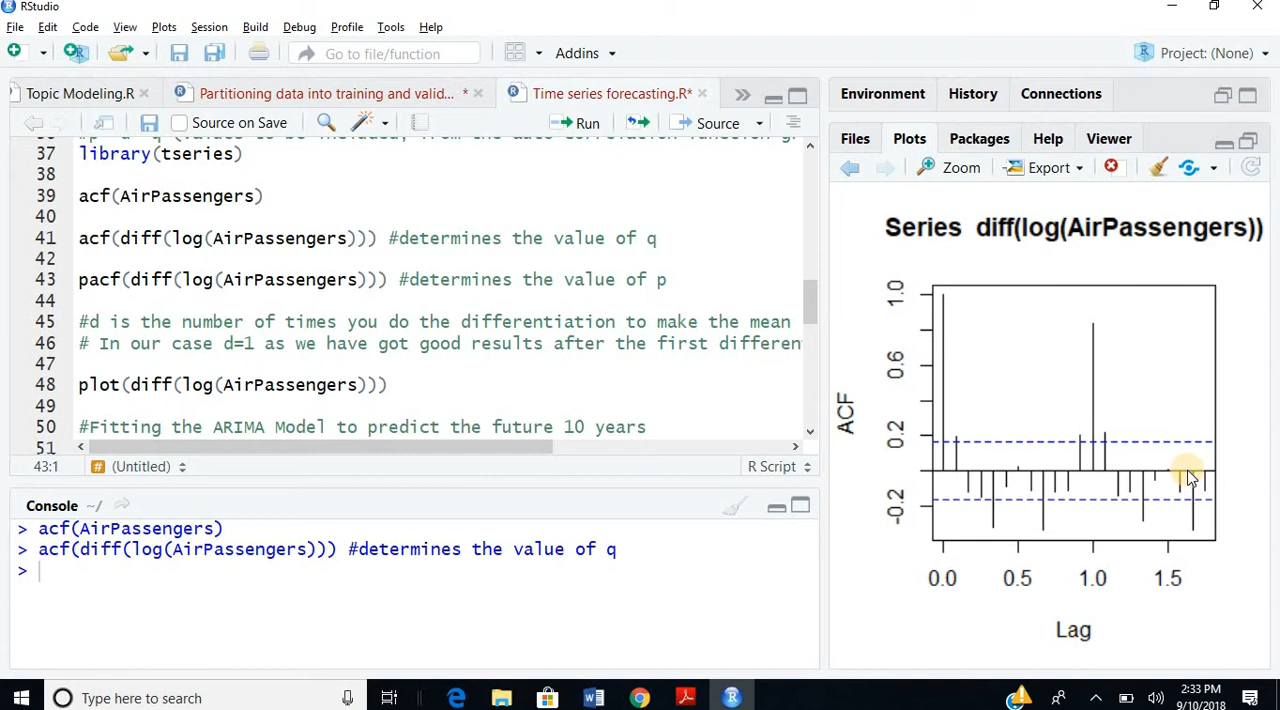 RStudio
File Edit Code View Plots Session Build Debug Profile Tools Help
Go to file/function
Addins
Project: (None)
Topic Modeling.R
Partitioning data into training and valid... *
Time series forecasting.R*
Source on Save
Run
Source
37 library(tseries)
38
39 acf(AirPassengers)
40
41 acf(diff(log(AirPassengers))) #determines the value of q
42
43 pacf(diff(log(AirPassengers))) #determines the value of p
44
45 #d is the number of times you do the differentiation to make the mean
46 # In our case d=1 as we have got good results after the first differen
47
48 plot(diff(log(AirPassengers)))
49
50 #Fitting the ARIMA Model to predict the future 10 years
51
43:1 # (Untitled) R Script
Console ~/
> acf(AirPassengers)
> acf(diff(log(AirPassengers))) #determines the value of q
>
Environment History Connections
Files Plots Packages Help Viewer
Zoom Export
Series diff(log(AirPassengers))
ACF
1.0
0.6
0.2
-0.2
0.0 0.5 1.0 1.5
Lag
Type here to search
2:33 PM
9/10/2018